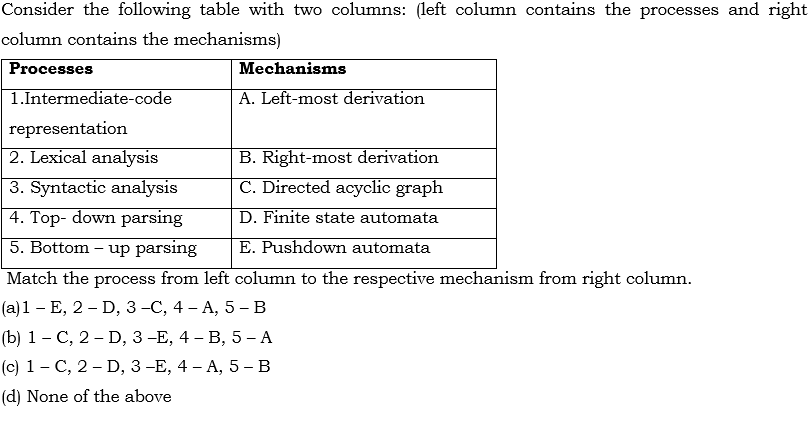 Consider the following table with two columns: (left column contains the processes and right
column contains the mechanisms)
Processes Mechanisms
1.Intermediate-code A. Left-most derivation
representation
2. Lexical analysis B. Right-most derivation
3. Syntactic analysis C. Directed acyclic graph
4. Top- down parsing D. Finite state automata
5. Bottom – up parsing E. Pushdown automata
Match the process from left column to the respective mechanism from right column.
(a)1 – E, 2 – D, 3 –C, 4 – A, 5 – B
(b) 1 – C, 2 – D, 3 –E, 4 – B, 5 – A
(c) 1 – C, 2 – D, 3 –E, 4 – A, 5 – B
(d) None of the above